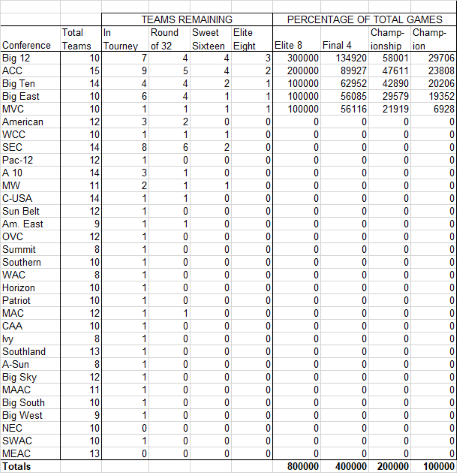 TEAMS REMAINING PERCENTAGE OF TOTAL GAMES
Total In Round Sweet Elite Champ- Champ-
Conference Teams Tourney of 32 Sixteen Eight Elite 8 Final 4 ionship ion
Big 12 10 7 4 4 3 300000 134920 58001 29706
ACC 15 9 5 4 2 200000 89927 47611 23808
Big Ten 14 4 4 2 1 100000 62952 42890 20206
Big East 10 6 4 1 1 100000 56085 29579 19352
MVC 10 1 1 1 1 100000 56116 21919 6928
American 12 3 2 0 0 0 0 0 0
WCC 10 1 1 1 0 0 0 0 0
SEC 14 8 6 2 0 0 0 0 0
Pac-12 12 1 0 0 0 0 0 0 0
A 10 14 3 1 0 0 0 0 0 0
MW 11 2 1 1 0 0 0 0 0
C-USA 14 1 1 0 0 0 0 0 0
Sun Belt 12 1 0 0 0 0 0 0 0
Am. East 9 1 1 0 0 0 0 0 0
OVC 12 1 0 0 0 0 0 0 0
Summit 8 1 0 0 0 0 0 0 0
Southern 10 1 0 0 0 0 0 0 0
WAC 8 1 0 0 0 0 0 0 0
Horizon 10 1 0 0 0 0 0 0 0
Patriot 10 1 0 0 0 0 0 0 0
MAC 12 1 1 0 0 0 0 0 0
CAA 10 1 0 0 0 0 0 0 0
Ivy 8 1 0 0 0 0 0 0 0
Southland 13 1 0 0 0 0 0 0 0
A-Sun 8 1 0 0 0 0 0 0 0
Big Sky 12 1 0 0 0 0 0 0 0
MAAC 11 1 0 0 0 0 0 0 0
Big South 10 1 0 0 0 0 0 0 0
Big West 9 1 0 0 0 0 0 0 0
NEC 10 0 0 0 0 0 0 0 0
SWAC 10 1 0 0 0 0 0 0 0
MEAC 13 0 0 0 0 0 0 0 0
Totals 800000 400000 200000 100000